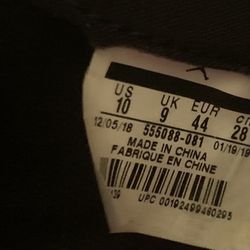 US UK EUR cm
10 9 44 28
12/05/18 555088-081 01/19/19
MADE IN CHINA
FABRIQUE EN CHINE
UPC 00192499460295